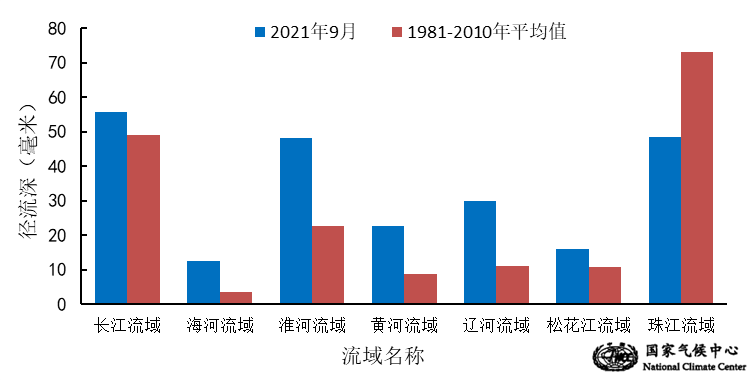 2021年9月 1981-2010年平均值
径流深（毫米）
80
70
60
50
40
30
20
10
0
长江流域 海河流域 淮河流域 黄河流域 辽河流域 松花江流域 珠江流域
流域名称
国家气候中心
National Climate Center